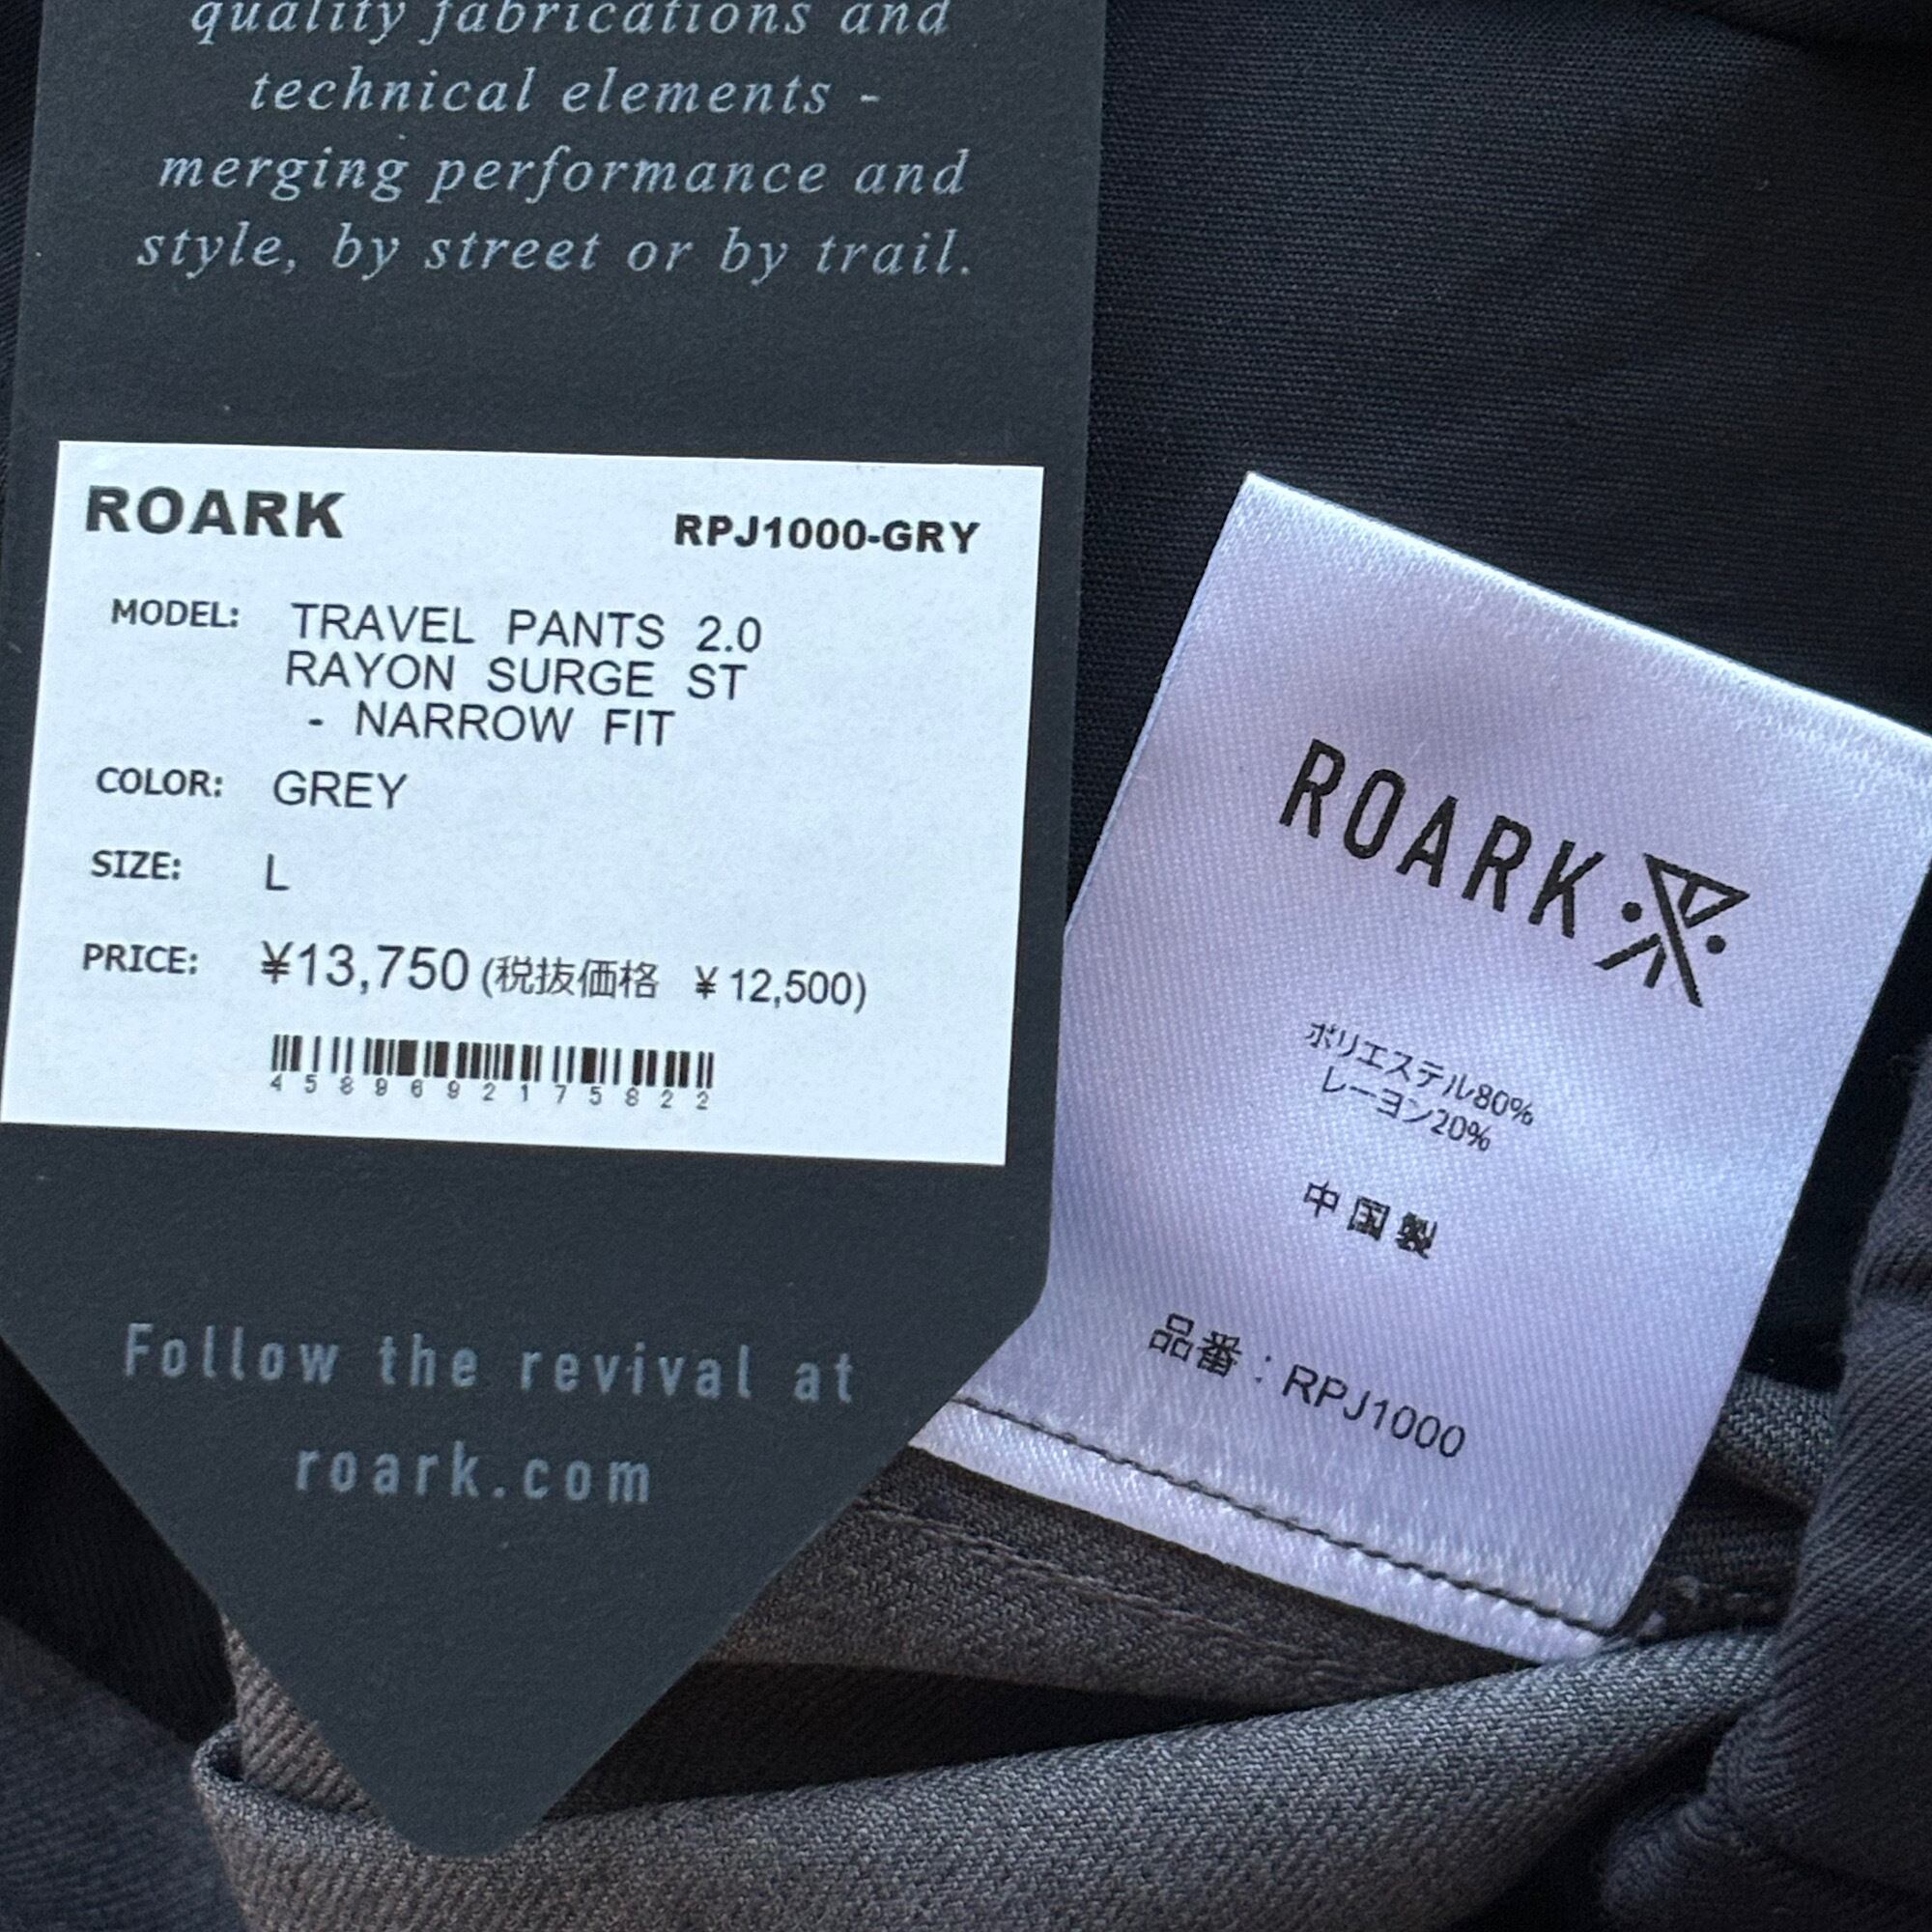 quality fabrications and
technical elements -
merging performance and
style, by street or by trail.
ROARK
RPJ1000-GRY
MODEL: TRAVEL PANTS 2.0
RAYON SURGE ST
- NARROW FIT
COLOR: GREY
SIZE: L
PRICE: ¥13,750 (税抜価格 ¥12,500)
4589692175822
Follow the revival at
roark.com
ROARK
ポリエステル80%
レーヨン20%
中国製
品番：RPJ1000